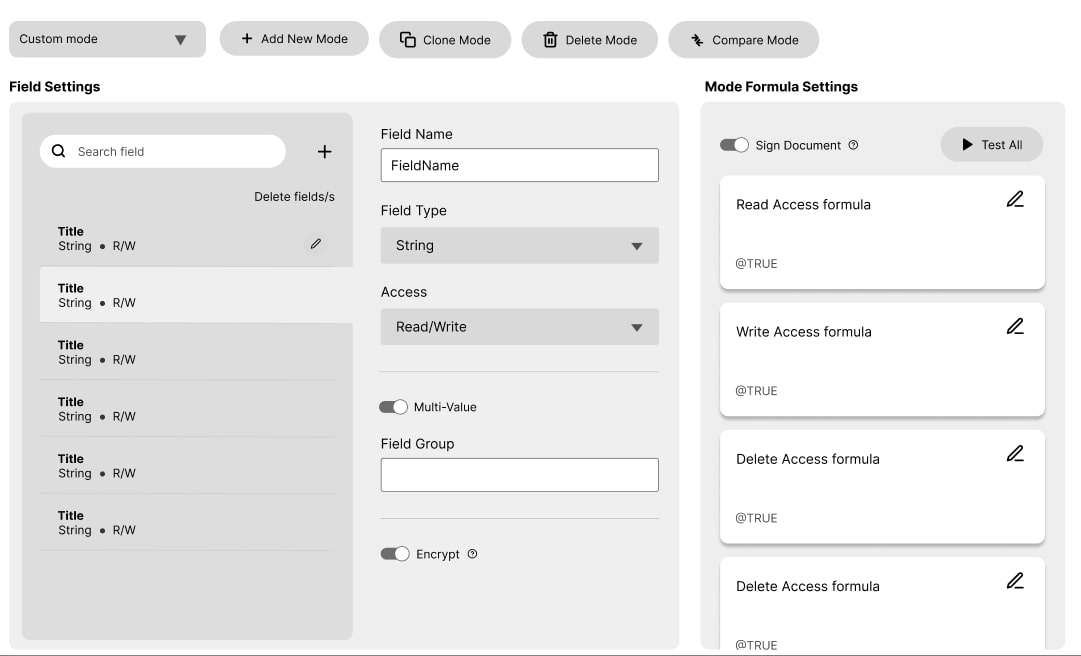 Custom mode
Add New Mode
Clone Mode
Delete Mode
Compare Mode
Field Settings
Search field
Delete fields/s
Title
String • R/W
Title
String • R/W
Title
String • R/W
Title
String • R/W
Title
String • R/W
Title
String • R/W
Field Name
FieldName
Field Type
String
Access
Read/Write
Multi-Value
Field Group
Encrypt
Mode Formula Settings
Sign Document
Test All
Read Access formula
@TRUE
Write Access formula
@TRUE
Delete Access formula
@TRUE
Delete Access formula
@TRUE